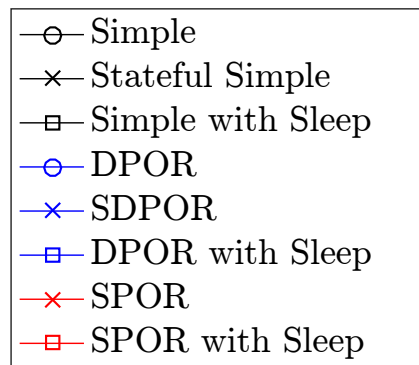 Simple
Stateful Simple
Simple with Sleep
DPOR
SDPOR
DPOR with Sleep
SPOR
SPOR with Sleep